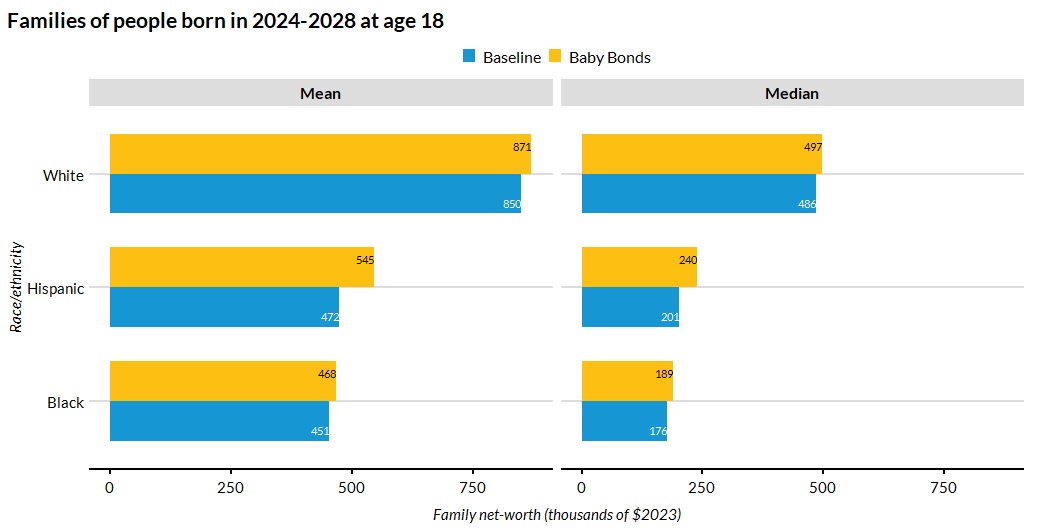 Families of people born in 2024-2028 at age 18
Baseline Baby Bonds
Mean Median
871 497
White
850 486
545 240
Hispanic
472 201
468 189
Black
451 176
Race/ethnicity
0 250 500 750 0 250 500 750
Family net-worth (thousands of $2023)